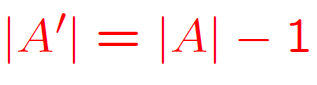 |A′| = |A| − 1